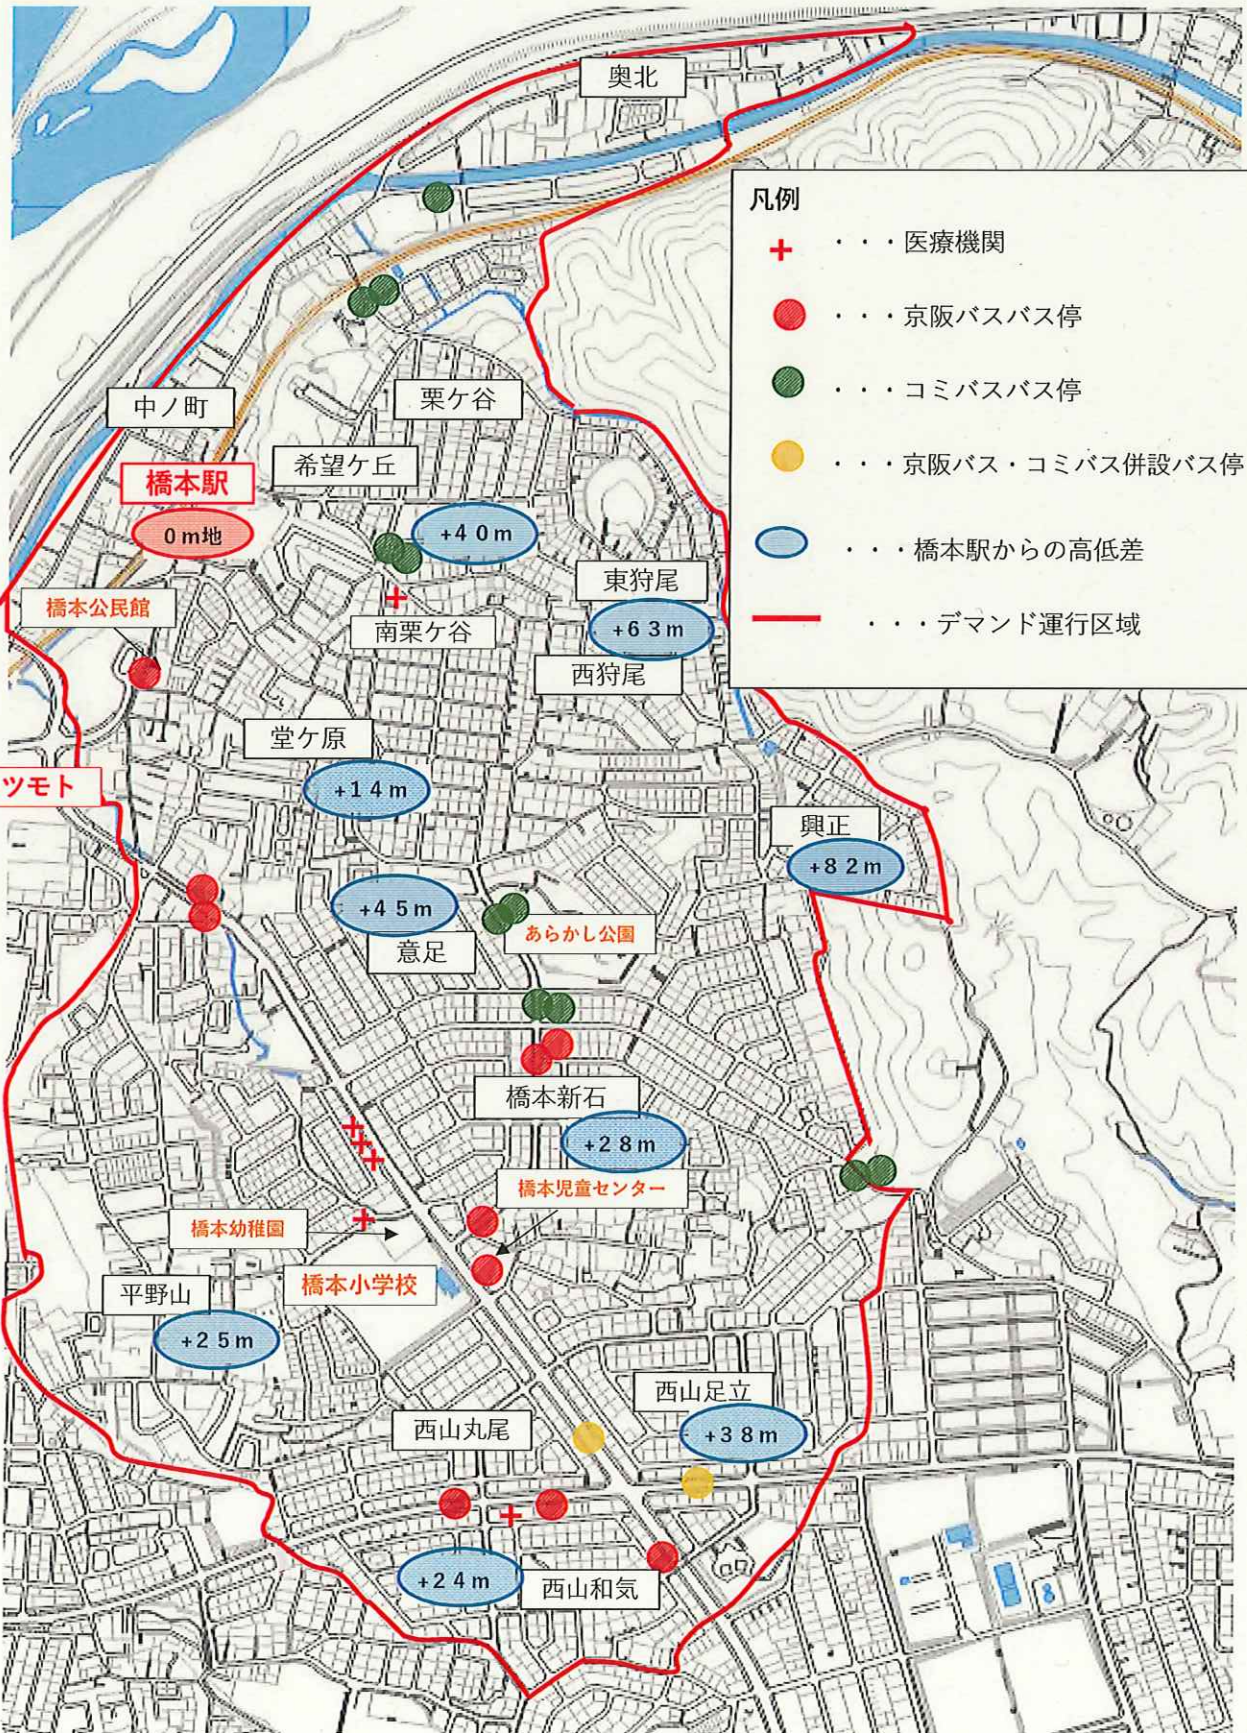 奥北
凡例
・・・医療機関
・・・京阪バスバス停
・・・コミバスバス停
・・・京阪バス・コミバス併設バス停
・・・橋本駅からの高低差
・・・デマンド運行区域
中ノ町
栗ケ谷
希望ケ丘
橋本駅
0m地
+40m
橋本公民館
南栗ケ谷
東狩尾
+63m
西狩尾
堂ケ原
+14m
ツモト
興正
+82m
+45m
意足
あらかし公園
橋本新石
+28m
橋本児童センター
橋本幼稚園
橋本小学校
平野山
+25m
西山足立
+38m
西山丸尾
+24m
西山和気